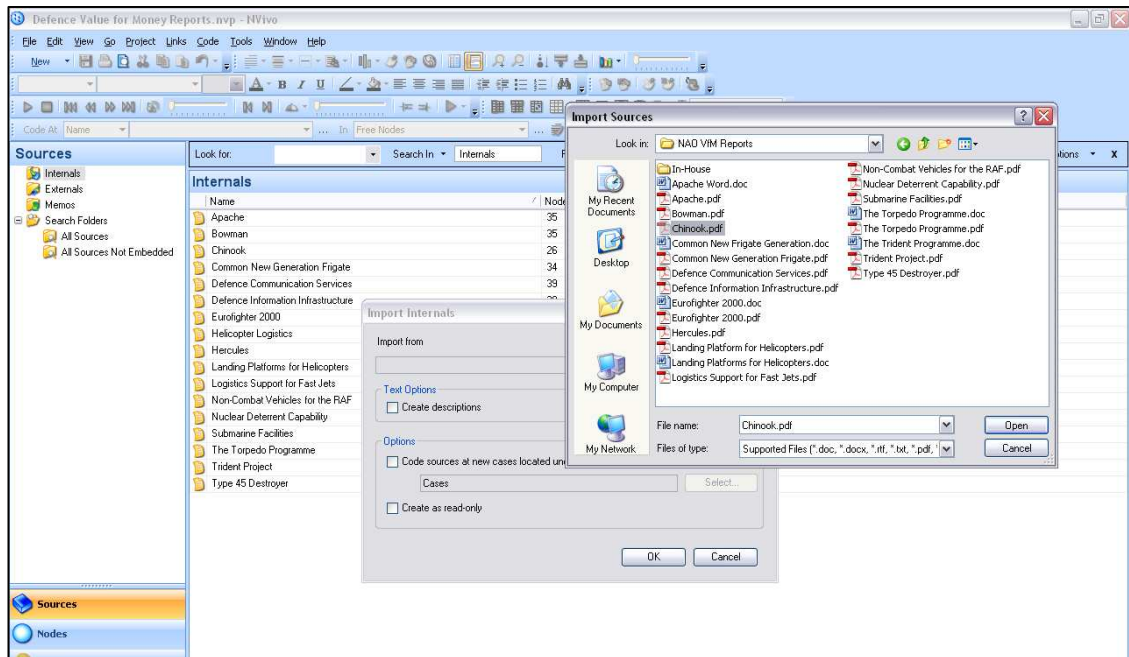 Defence Value for Money Reports.nvp - NVivo
File Edit View Go Project Links Code Tools Window Help
New
B I U
Code At Name In Free Nodes
Sources
Internals
Externals
Memos
Search Folders
All Sources
All Sources Not Embedded
Sources
Nodes
Look for: Search In Internals
Internals
Name
Apache 35
Bowman 35
Chinook 26
Common New Generation Frigate 34
Defence Communication Services 39
Defence Information Infrastructure
Eurofighter 2000
Helicopter Logistics
Hercules
Landing Platforms for Helicopters
Logistics Support for Fast Jets
Non-Combat Vehicles for the RAF
Nuclear Deterrent Capability
Submarine Facilities
The Torpedo Programme
Trident Project
Type 45 Destroyer
Import Internals
Import from
Text Options
Create descriptions
Options
Code sources at new cases located
Cases Select...
Create as read-only
OK Cancel
Import Sources
Look in: NAO VfM Reports
My Recent Documents
Desktop
My Documents
My Computer
My Network
In-House
Apache Word.doc
Apache.pdf
Bowman.pdf
Chinook.pdf
Common New Frigate Generation.doc
Common New Generation Frigate.pdf
Defence Communication Services.pdf
Defence Information Infrastructure.pdf
Eurofighter 2000.doc
Eurofighter 2000.pdf
Hercules.pdf
Landing Platform for Helicopters.pdf
Landing Platforms for Helicopters.doc
Logistics Support for Fast Jets.pdf
Non-Combat Vehicles for the RAF.pdf
Nuclear Deterrent Capability.pdf
Submarine Facilities.pdf
The Torpedo Programme.doc
The Torpedo Programme.pdf
The Trident Programme.doc
Trident Project.pdf
Type 45 Destroyer.pdf
File name: Chinook.pdf Open
Files of type: Supported Files (*.doc, *.docx, *.rtf, *.txt, *.pdf, Cancel